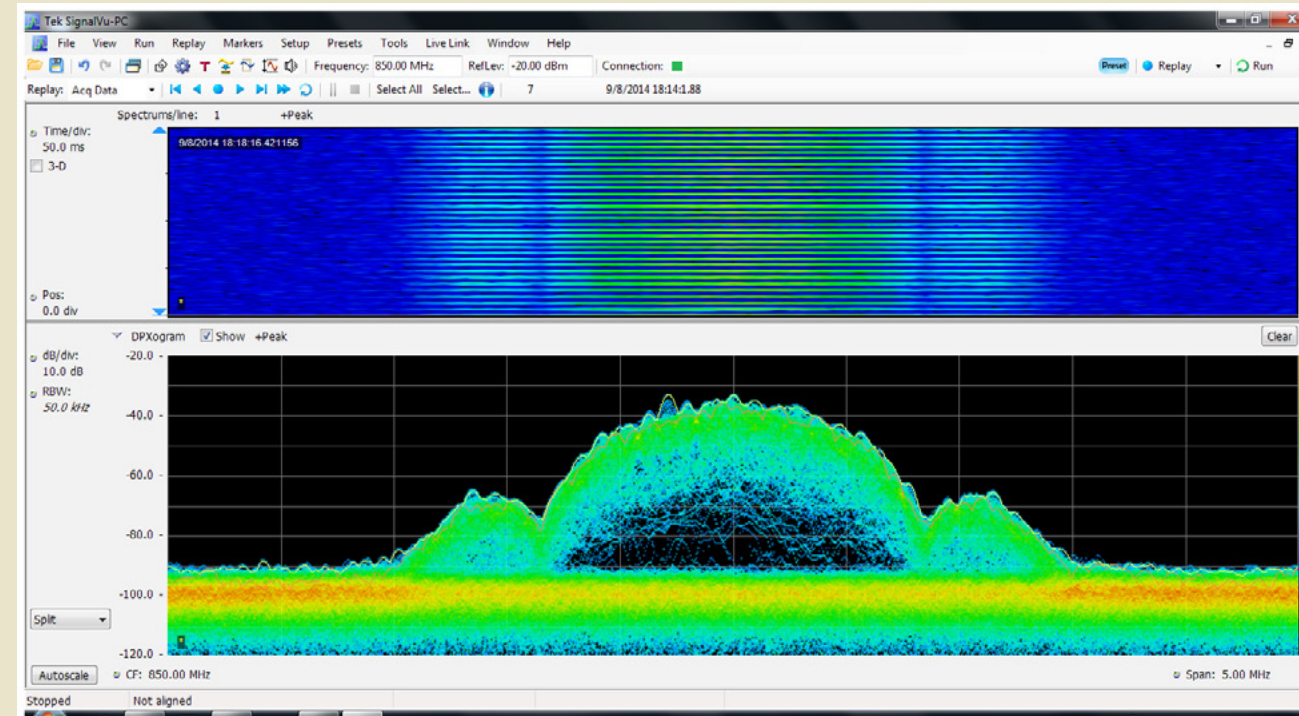 Tek SignalVu-PC
File View Run Replay Markers Setup Presets Tools Live Link Window Help
Frequency: 850.00 MHz RefLev: -20.00 dBm Connection: Preset Replay Run
Replay: Acq Data Select All Select... 7 9/8/2014 18:14:1.88
Spectrums/line: 1 +Peak
Time/div:
50.0 ms
3-D
9/8/2014 18:18:16.421156
Pos:
0.0 div
DPXogram Show +Peak Clear
dB/div:
10.0 dB
RBW:
50.0 kHz
-20.0
-40.0
-60.0
-80.0
-100.0
-120.0
Split
Autoscale CF: 850.00 MHz Span: 5.00 MHz
Stopped Not aligned